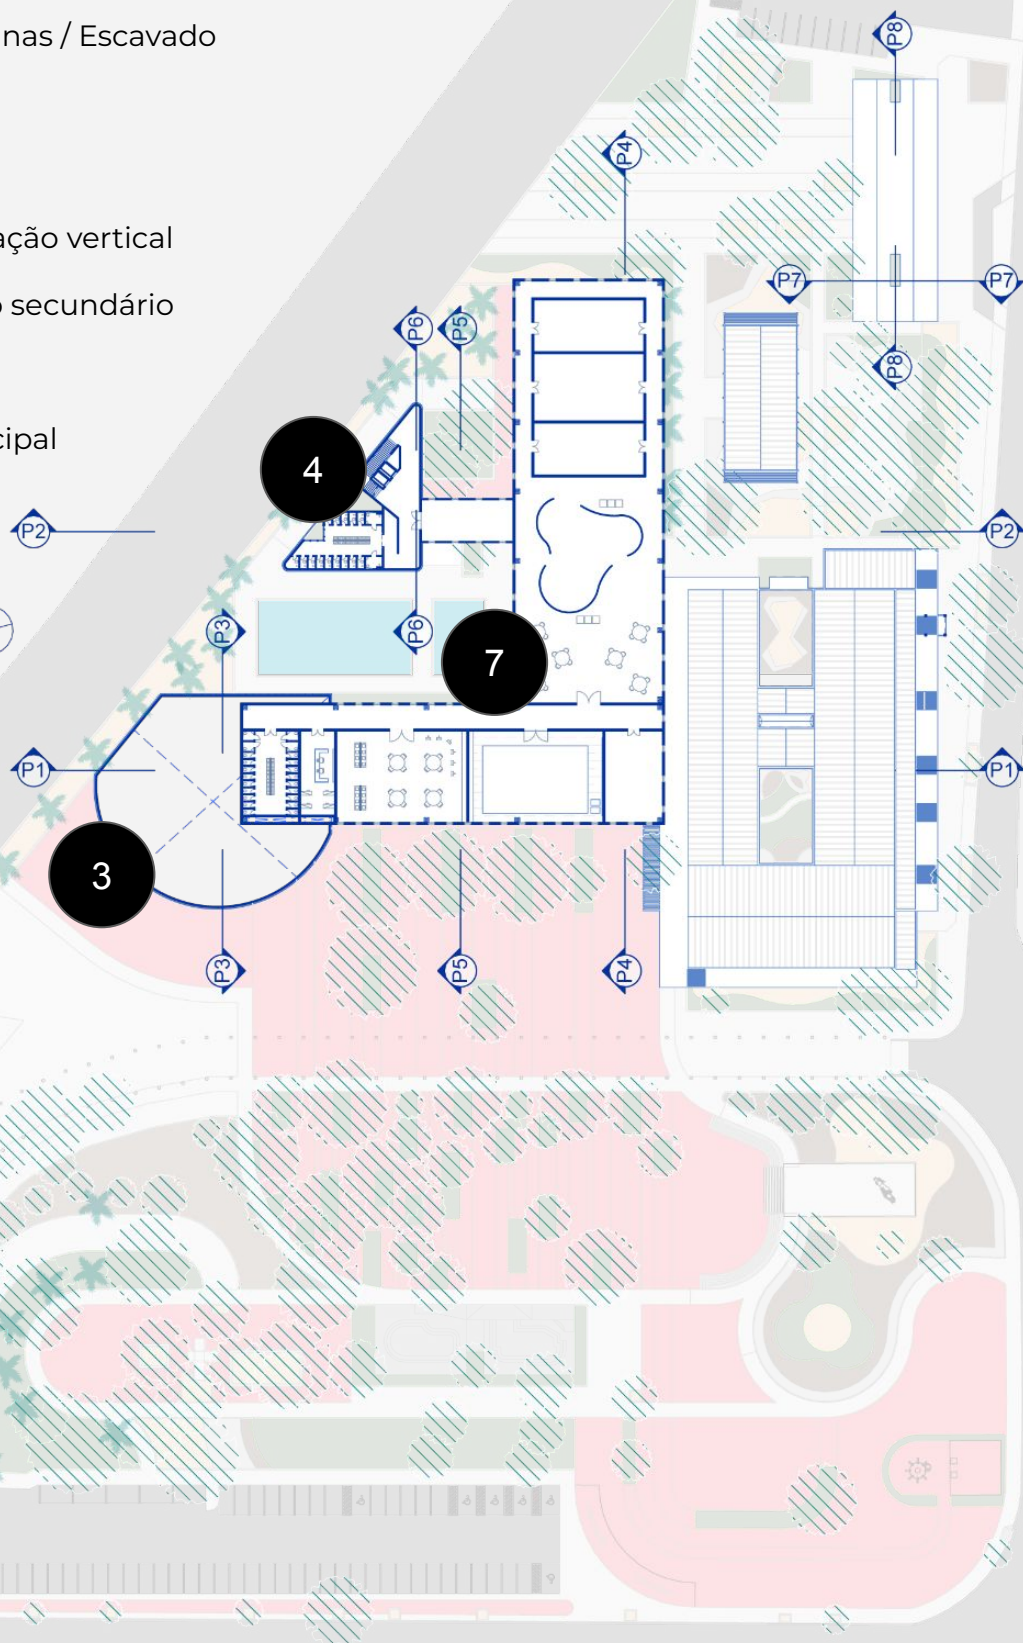 nas / Escavado
P8
P4
ação vertical
P7
P7
o secundário
P6
P5
P8
cipal
4
P2
P2
P3
P6
7
P1
P1
3
P3
P5
P4